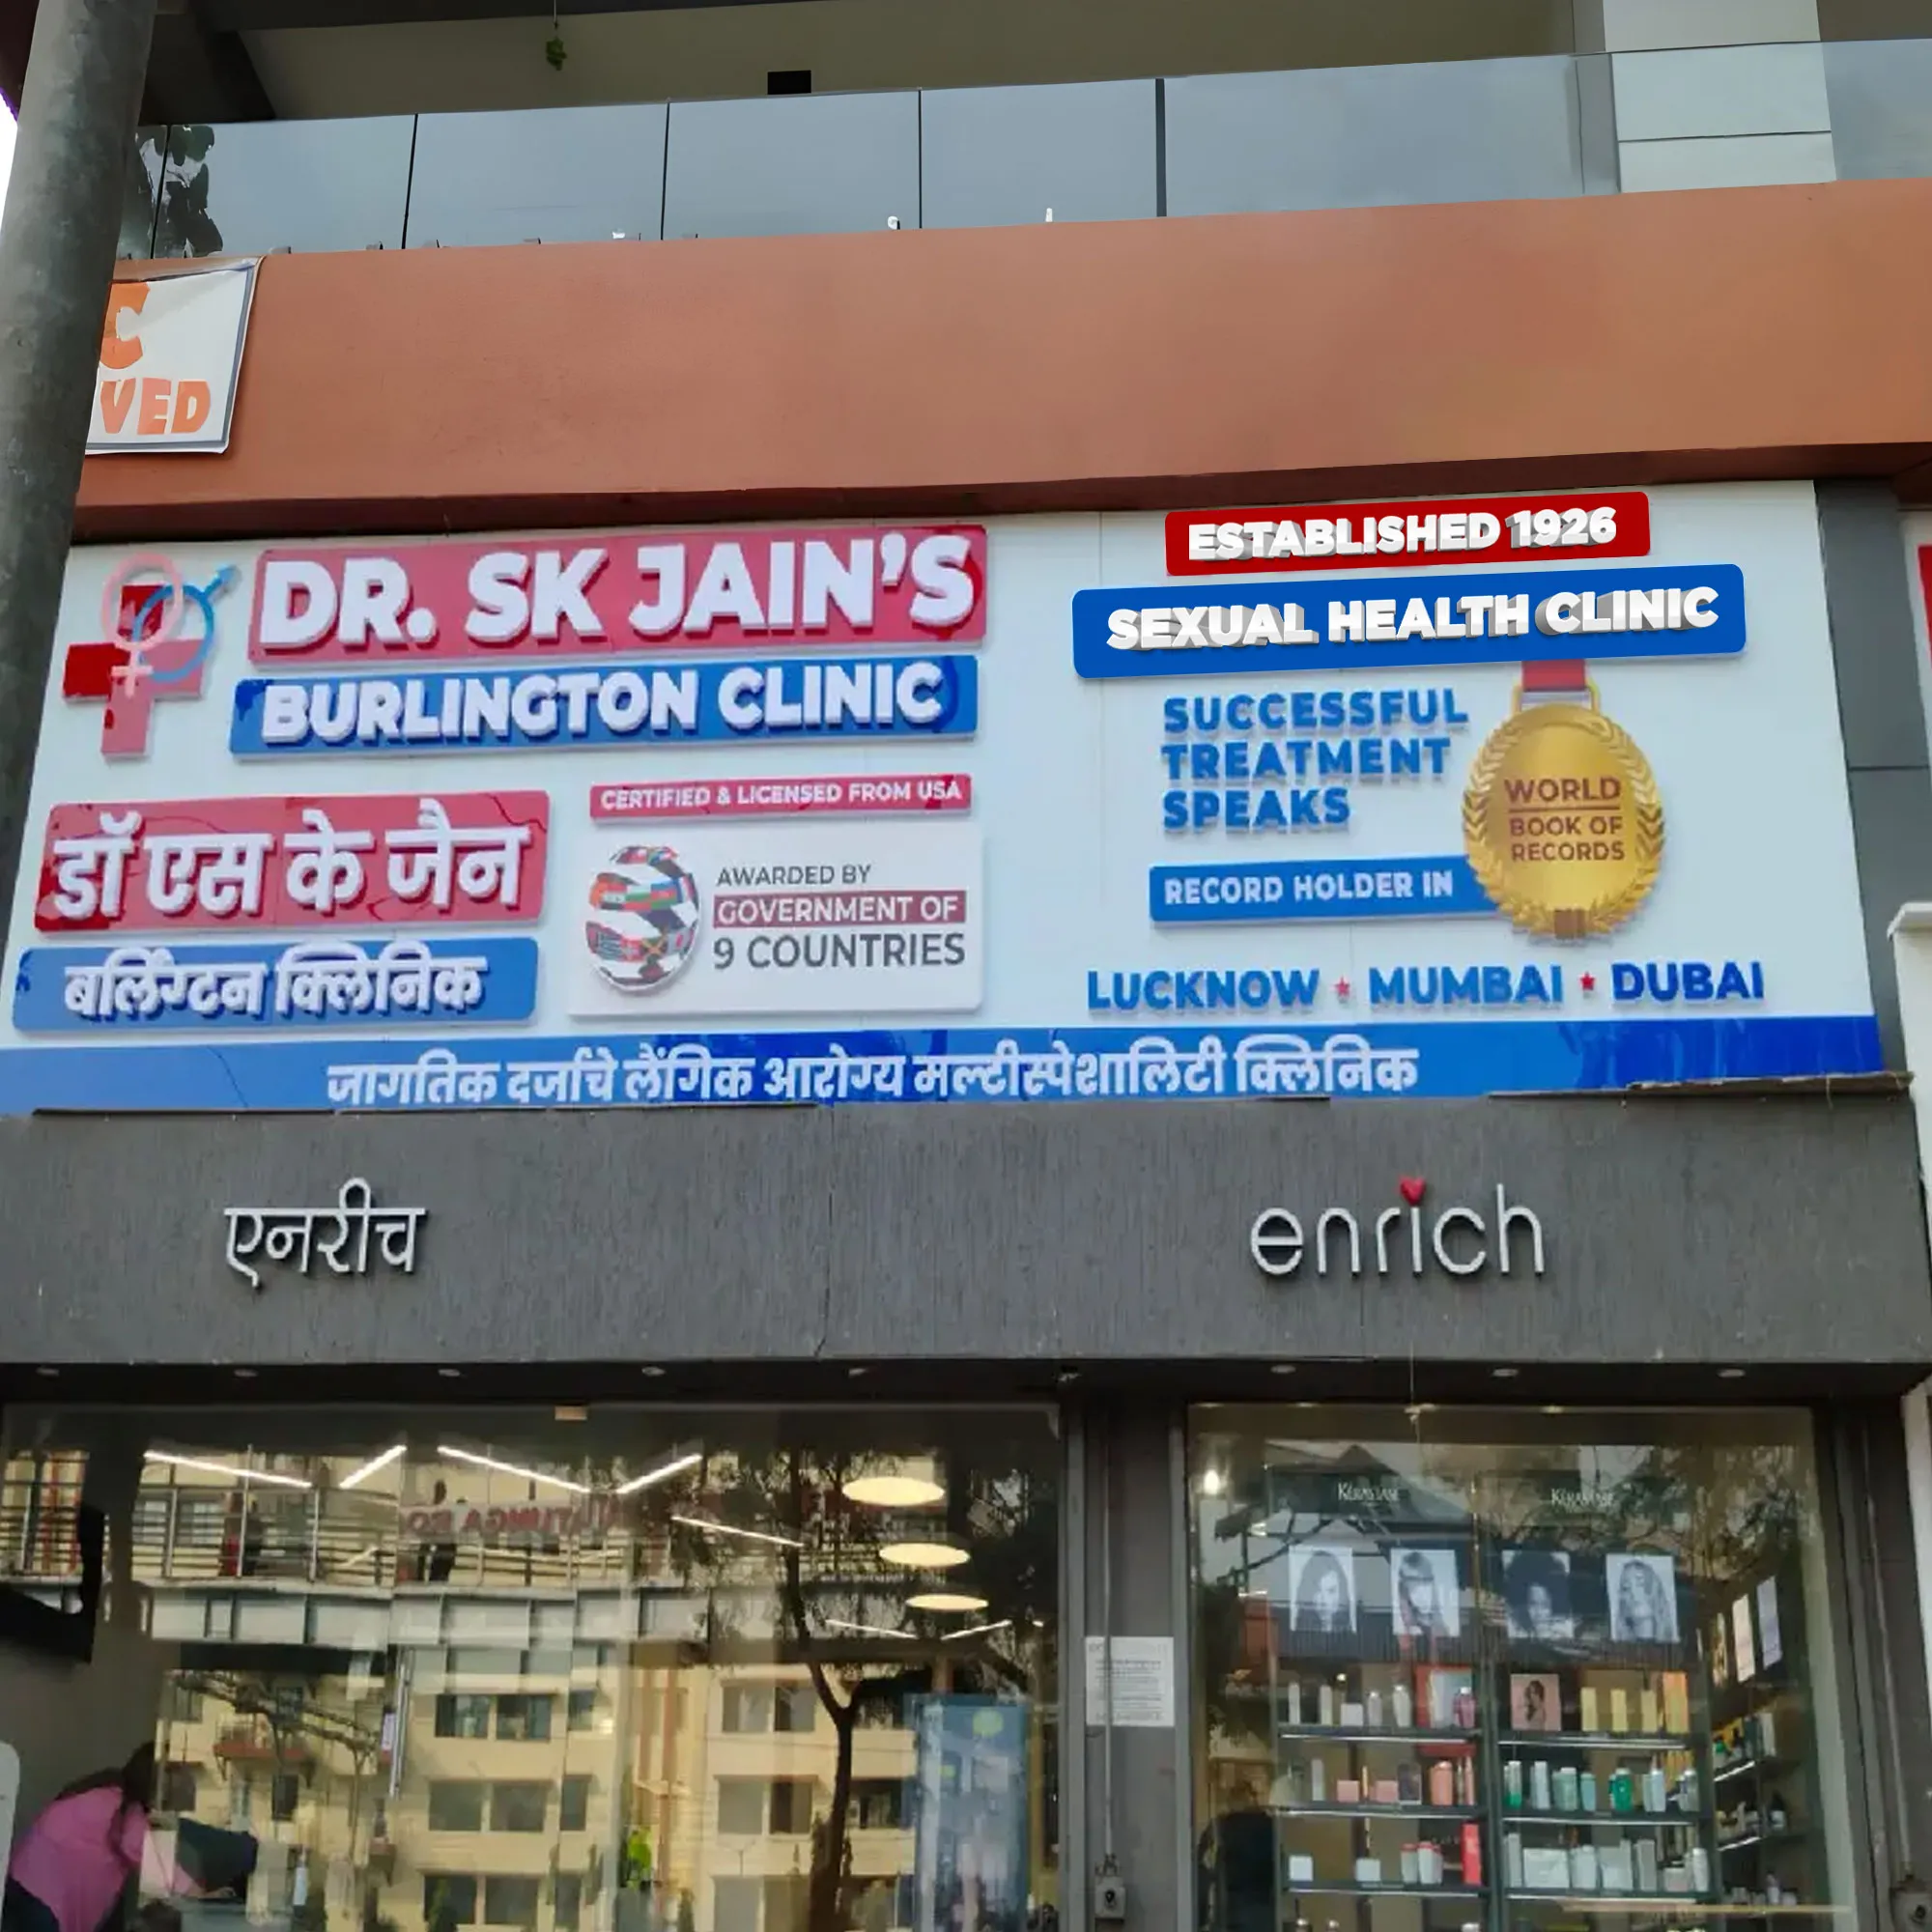 C
VED
DR. SK JAIN'S
BURLINGTON CLINIC
डॉ एस के जैन
बर्लिंग्टन क्लिनिक
CERTIFIED & LICENSED FROM USA
AWARDED BY
GOVERNMENT OF
9 COUNTRIES
ESTABLISHED 1926
SEXUAL HEALTH CLINIC
SUCCESSFUL
TREATMENT
SPEAKS
RECORD HOLDER IN
WORLD
BOOK OF
RECORDS
LUCKNOW ★ MUMBAI ★ DUBAI
जागतिक दर्जाचे लैंगिक आरोग्य मल्टीस्पेशालिटी क्लिनिक
एनरीच
enrich
KÉRASTASE KÉRASTASE